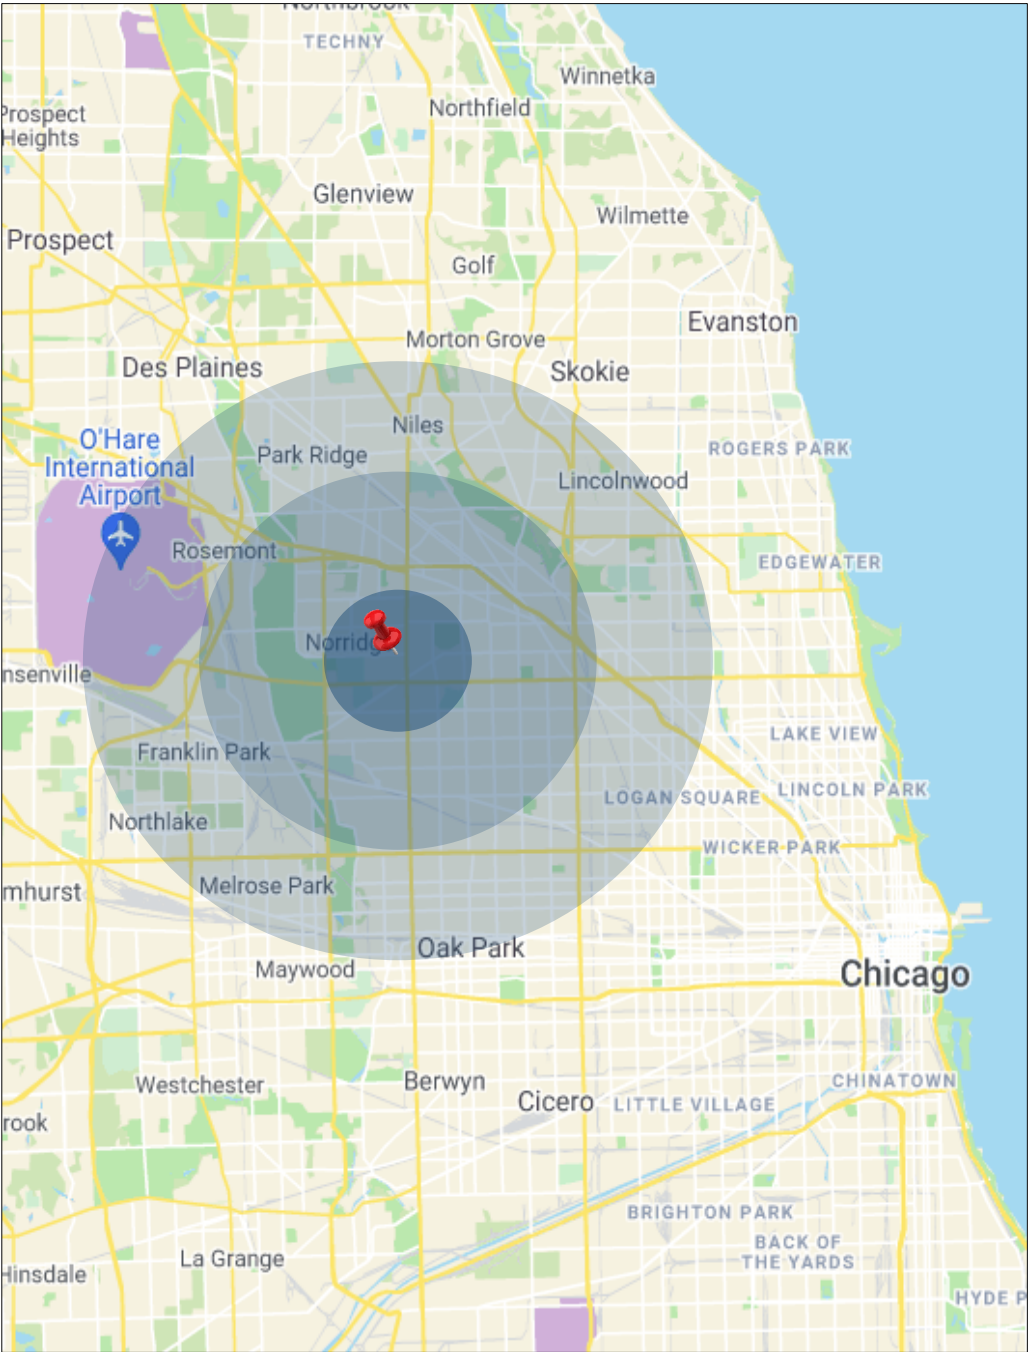 Northbrook
TECHNY
Winnetka
Northfield
Prospect
Heights
Glenview
Wilmette
Prospect
Golf
Evanston
Morton Grove
Des Plaines
Skokie
Niles
O'Hare
International
Airport
Park Ridge
ROGERS PARK
Lincolnwood
Rosemont
EDGEWATER
Norridg
nsenville
LAKE VIEW
Franklin Park
LOGAN SQUARE
LINCOLN PARK
Northlake
WICKER PARK
mhurst
Melrose Park
Oak Park
Maywood
Chicago
Westchester
Berwyn
CHINATOWN
Cicero
LITTLE VILLAGE
rook
BRIGHTON PARK
BACK OF
THE YARDS
La Grange
Hinsdale
HYDE P